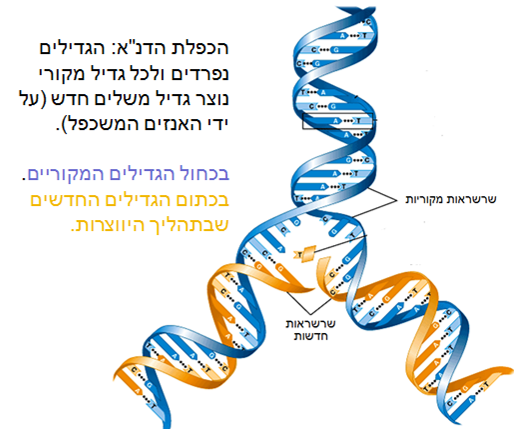 הכפלת הדנ"א: הגדילים
נפרדים ולכל גדיל מקורי
נוצר גדיל משלים חדש (על
ידי האנזים המשכפל).
בכחול הגדילים המקוריים.
בכתום הגדילים החדשים
שבתהליך היווצרות.
שרשראות מקוריות
שרשראות
חדשות